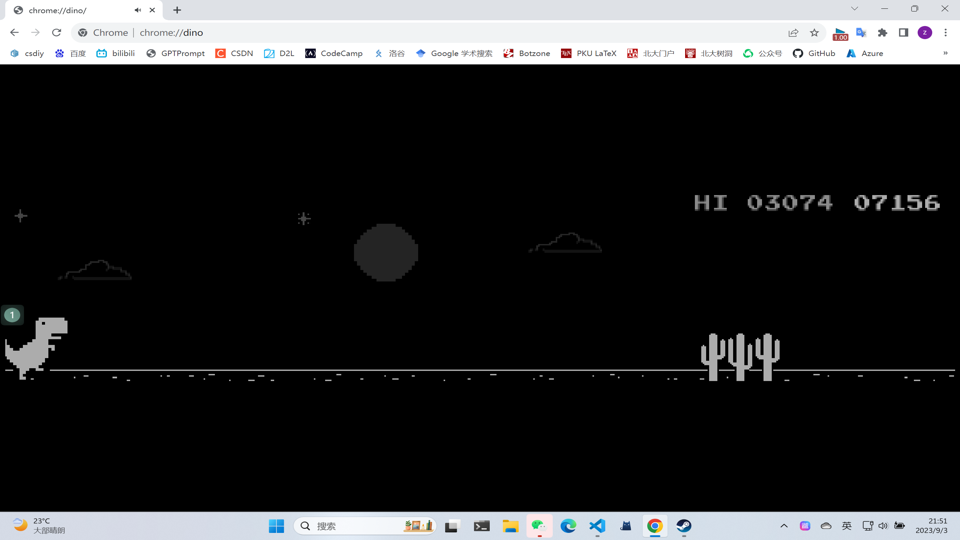 chrome://dino/
Chrome | chrome://dino
1.00
z
csdiy 百度 bilibili GPTPrompt CSDN D2L CodeCamp 洛谷 Google 学术搜索 Botzone PKU LaTeX 北大门户 北大树洞 公众号 GitHub Azure »
HI 03074 07156
1
23°C
大部晴朗
搜索
英
21:51
2023/9/3